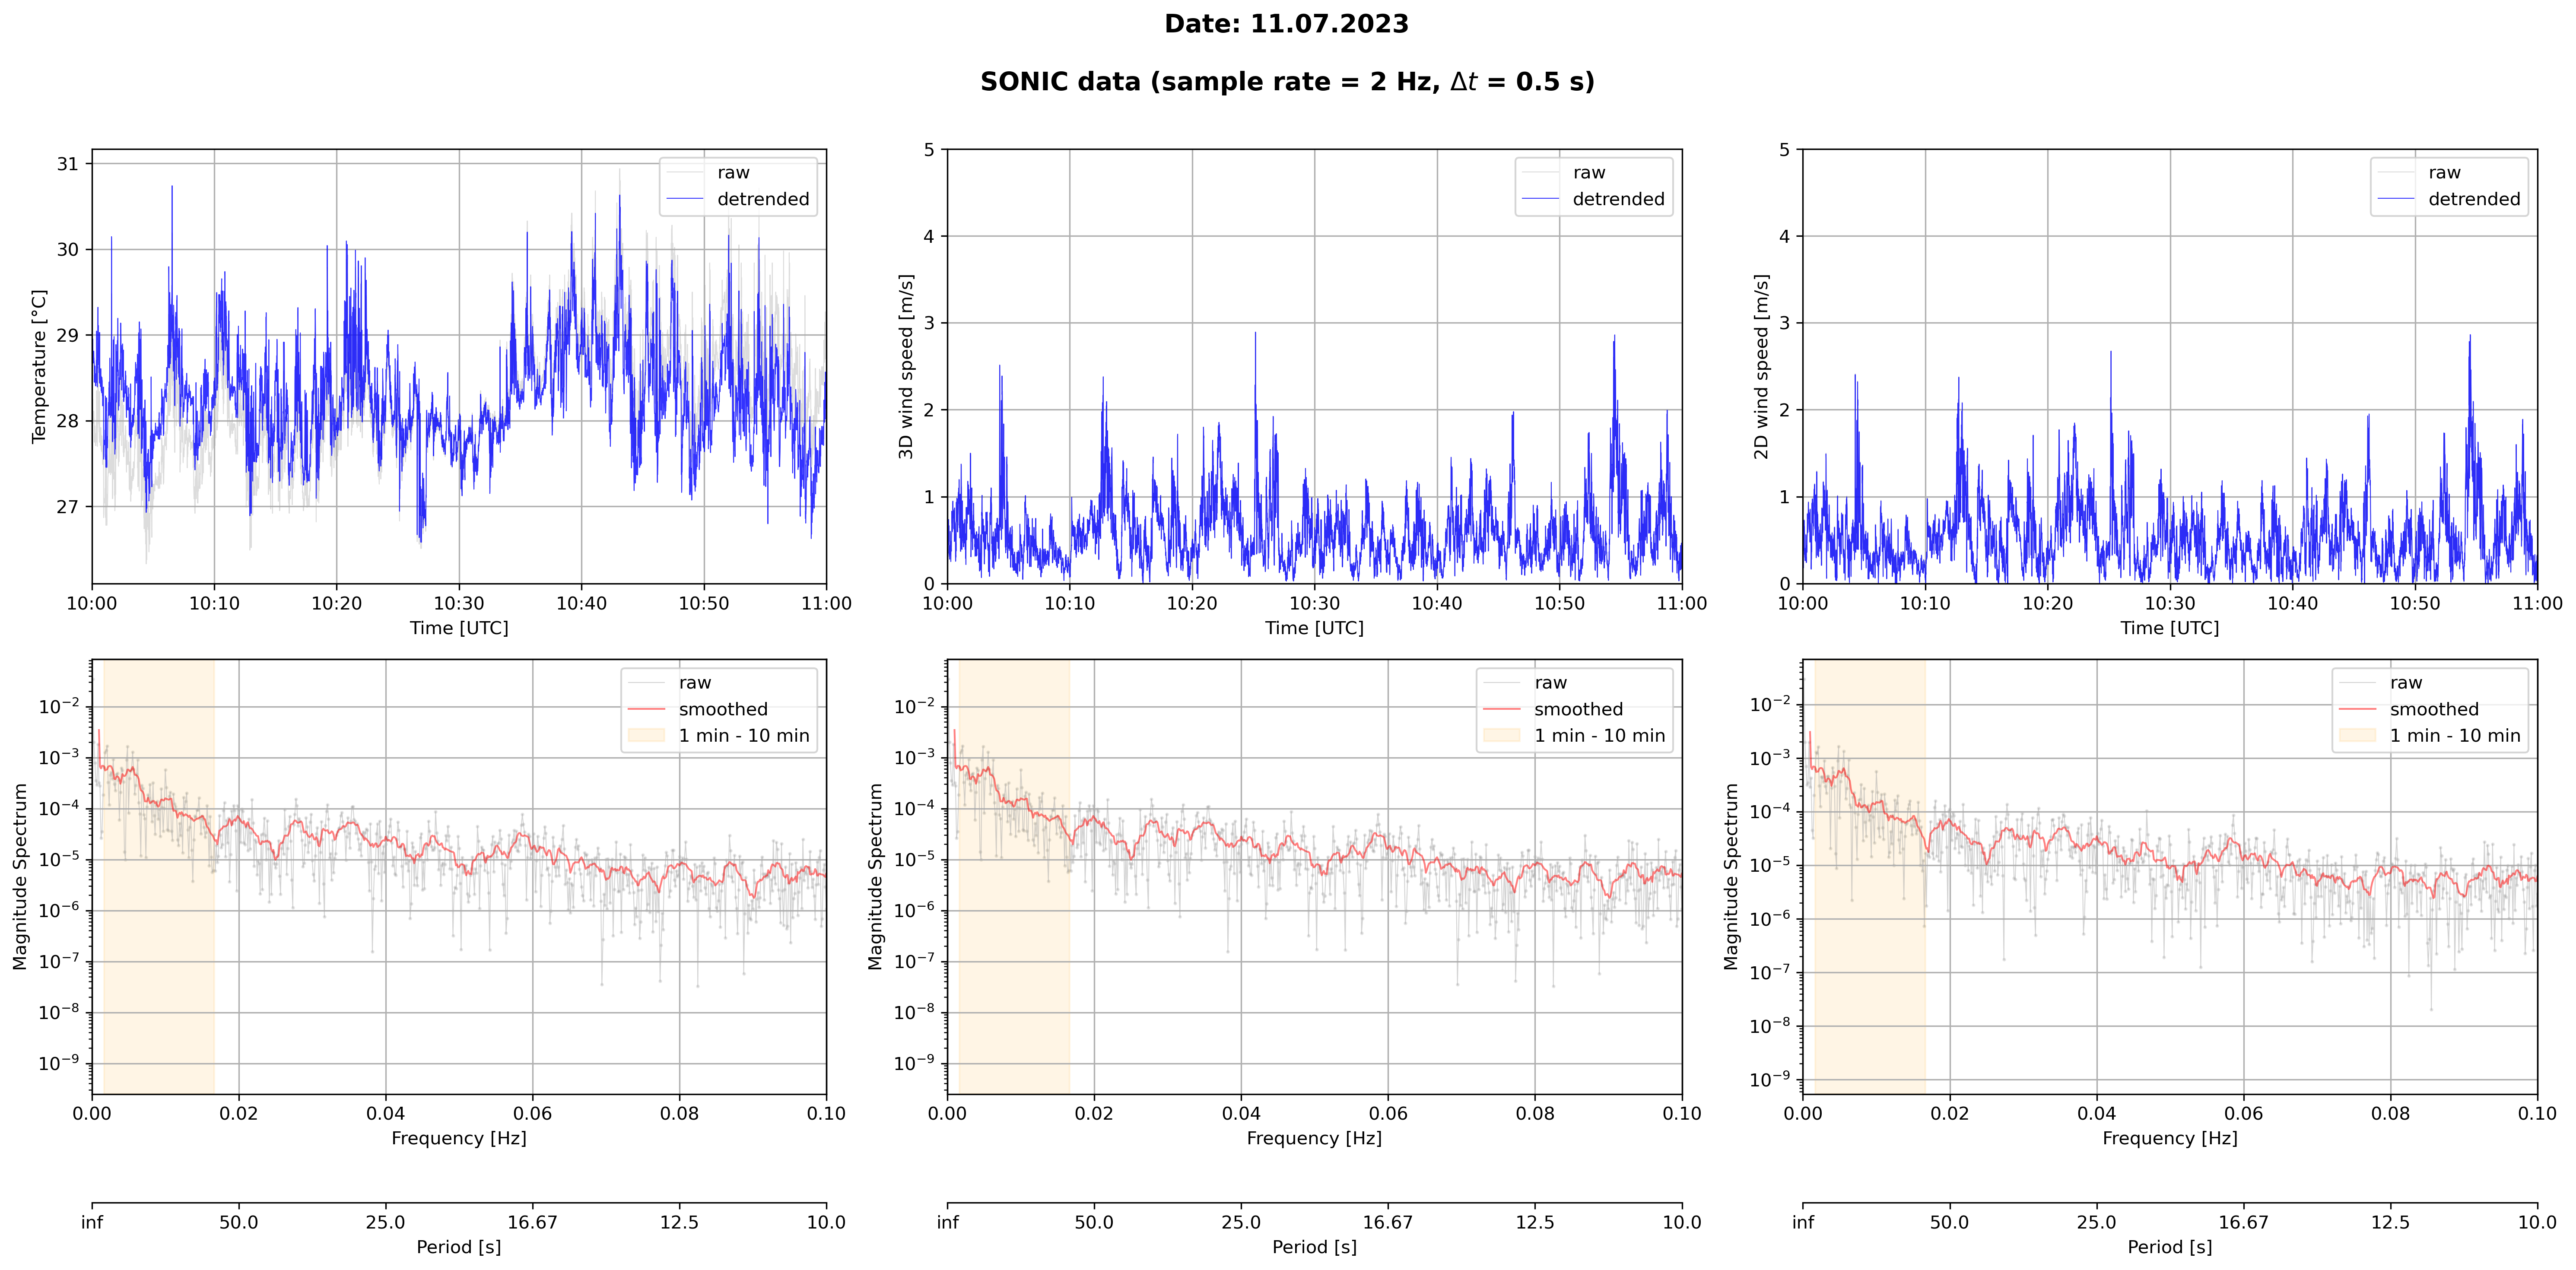 Date: 11.07.2023
SONIC data (sample rate = 2 Hz, Δt = 0.5 s)
31
30
29
28
27
Temperature [°C]
raw
detrended
10:00 10:10 10:20 10:30 10:40 10:50 11:00
Time [UTC]
5
4
3
2
1
0
3D wind speed [m/s]
raw
detrended
10:00 10:10 10:20 10:30 10:40 10:50 11:00
Time [UTC]
5
4
3
2
1
0
2D wind speed [m/s]
raw
detrended
10:00 10:10 10:20 10:30 10:40 10:50 11:00
Time [UTC]
10⁻²
10⁻³
10⁻⁴
10⁻⁵
10⁻⁶
10⁻⁷
10⁻⁸
10⁻⁹
Magnitude Spectrum
raw
smoothed
1 min - 10 min
0.00 0.02 0.04 0.06 0.08 0.10
Frequency [Hz]
inf 50.0 25.0 16.67 12.5 10.0
Period [s]
10⁻²
10⁻³
10⁻⁴
10⁻⁵
10⁻⁶
10⁻⁷
10⁻⁸
10⁻⁹
Magnitude Spectrum
raw
smoothed
1 min - 10 min
0.00 0.02 0.04 0.06 0.08 0.10
Frequency [Hz]
inf 50.0 25.0 16.67 12.5 10.0
Period [s]
10⁻²
10⁻³
10⁻⁴
10⁻⁵
10⁻⁶
10⁻⁷
10⁻⁸
10⁻⁹
Magnitude Spectrum
raw
smoothed
1 min - 10 min
0.00 0.02 0.04 0.06 0.08 0.10
Frequency [Hz]
inf 50.0 25.0 16.67 12.5 10.0
Period [s]